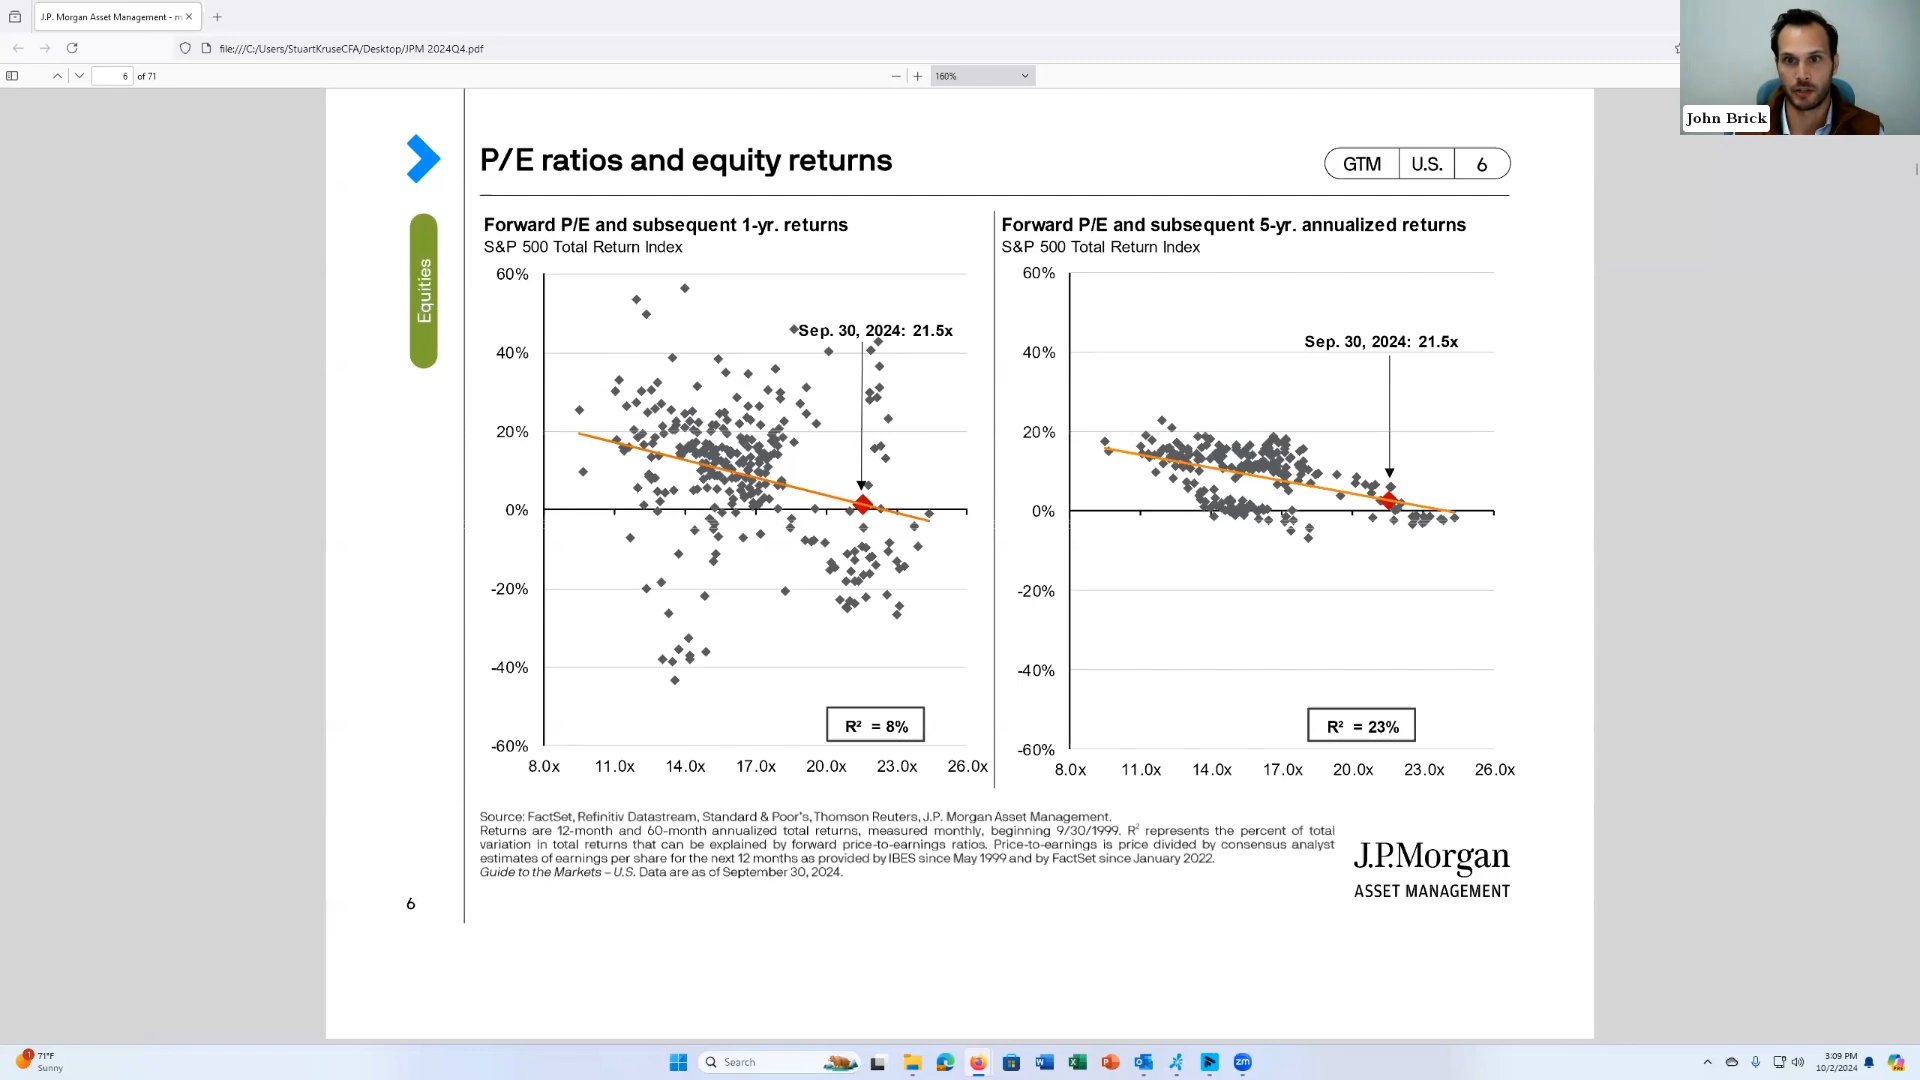 J.P. Morgan Asset Management - m
file:///C:/Users/StuartKruseCFA/Desktop/JPM 2024Q4.pdf
6 of 71
160%
John Brick
P/E ratios and equity returns
GTM U.S. 6
Equities
Forward P/E and subsequent 1-yr. returns
S&P 500 Total Return Index
60%
40%
20%
0%
-20%
-40%
-60%
Sep. 30, 2024: 21.5x
R² = 8%
8.0x 11.0x 14.0x 17.0x 20.0x 23.0x 26.0x
Forward P/E and subsequent 5-yr. annualized returns
S&P 500 Total Return Index
60%
40%
20%
0%
-20%
-40%
-60%
Sep. 30, 2024: 21.5x
R² = 23%
8.0x 11.0x 14.0x 17.0x 20.0x 23.0x 26.0x
Source: FactSet, Refinitiv Datastream, Standard & Poor's, Thomson Reuters, J.P. Morgan Asset Management.
Returns are 12-month and 60-month annualized total returns, measured monthly, beginning 9/30/1999. R² represents the percent of total
variation in total returns that can be explained by forward price-to-earnings ratios. Price-to-earnings is price divided by consensus analyst
estimates of earnings per share for the next 12 months as provided by IBES since May 1999 and by FactSet since January 2022.
Guide to the Markets – U.S. Data are as of September 30, 2024.
J.P.Morgan
ASSET MANAGEMENT
6
1
71°F
Sunny
Search
zm
3:09 PM
10/2/2024